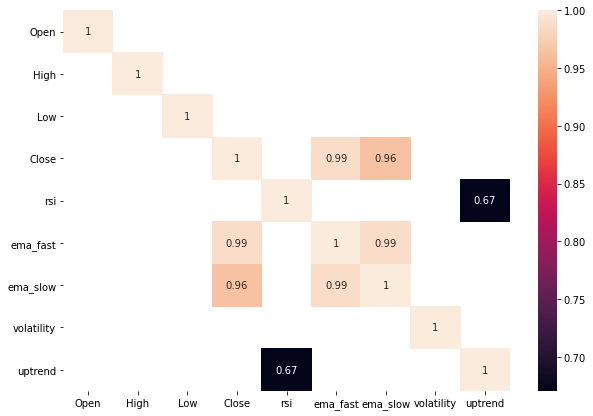 Open 1
High 1
Low 1
Close 1 0.99 0.96
rsi 1 0.67
ema_fast 0.99 1 0.99
ema_slow 0.96 0.99 1
volatility 1
uptrend 0.67 1
Open High Low Close rsi ema_fast ema_slow volatility uptrend
1.00
0.95
0.90
0.85
0.80
0.75
0.70